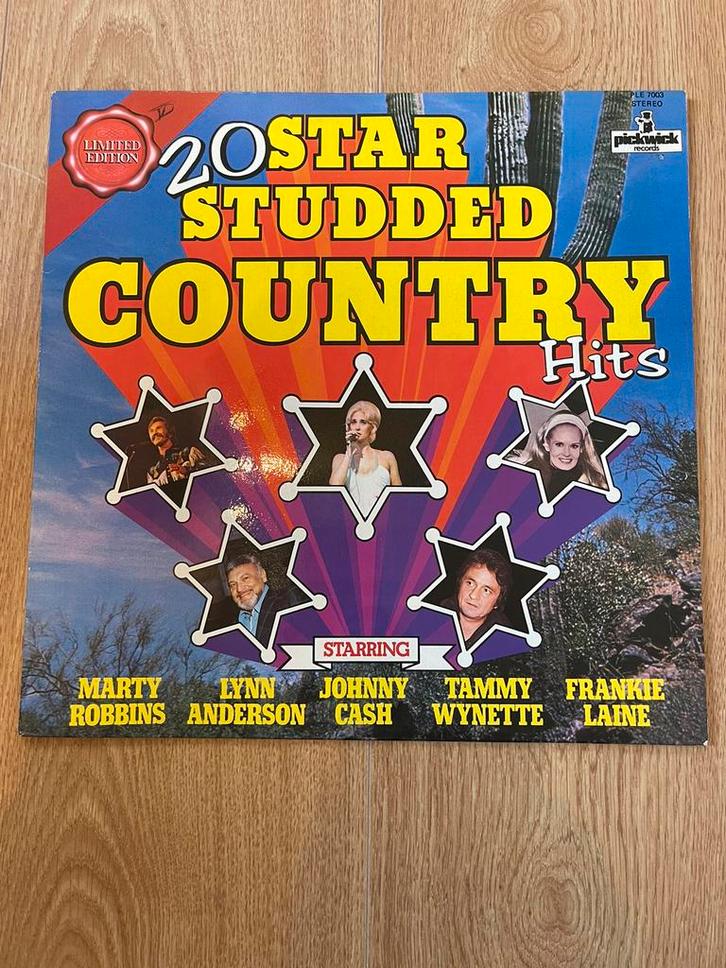 LIMITED
EDITION
PLE 7003
STEREO
pickwick
records
20 STAR
STUDDED
COUNTRY
Hits
STARRING
MARTY
ROBBINS
LYNN
ANDERSON
JOHNNY
CASH
TAMMY
WYNETTE
FRANKIE
LAINE